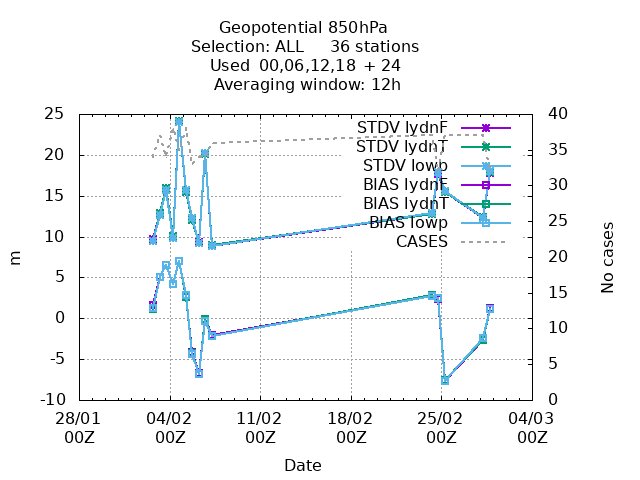 Geopotential 850hPa
Selection: ALL     36 stations
Used 00,06,12,18 + 24
Averaging window: 12h
25
20
15
10
5
0
-5
-10
m
40
35
30
25
20
15
10
5
0
No cases
STDV lydnF
STDV lydnT
STDV lowp
BIAS lydnF
BIAS lydnT
BIAS lowp
CASES
28/01 04/02 11/02 18/02 25/02 04/03
00Z 00Z 00Z 00Z 00Z 00Z
Date